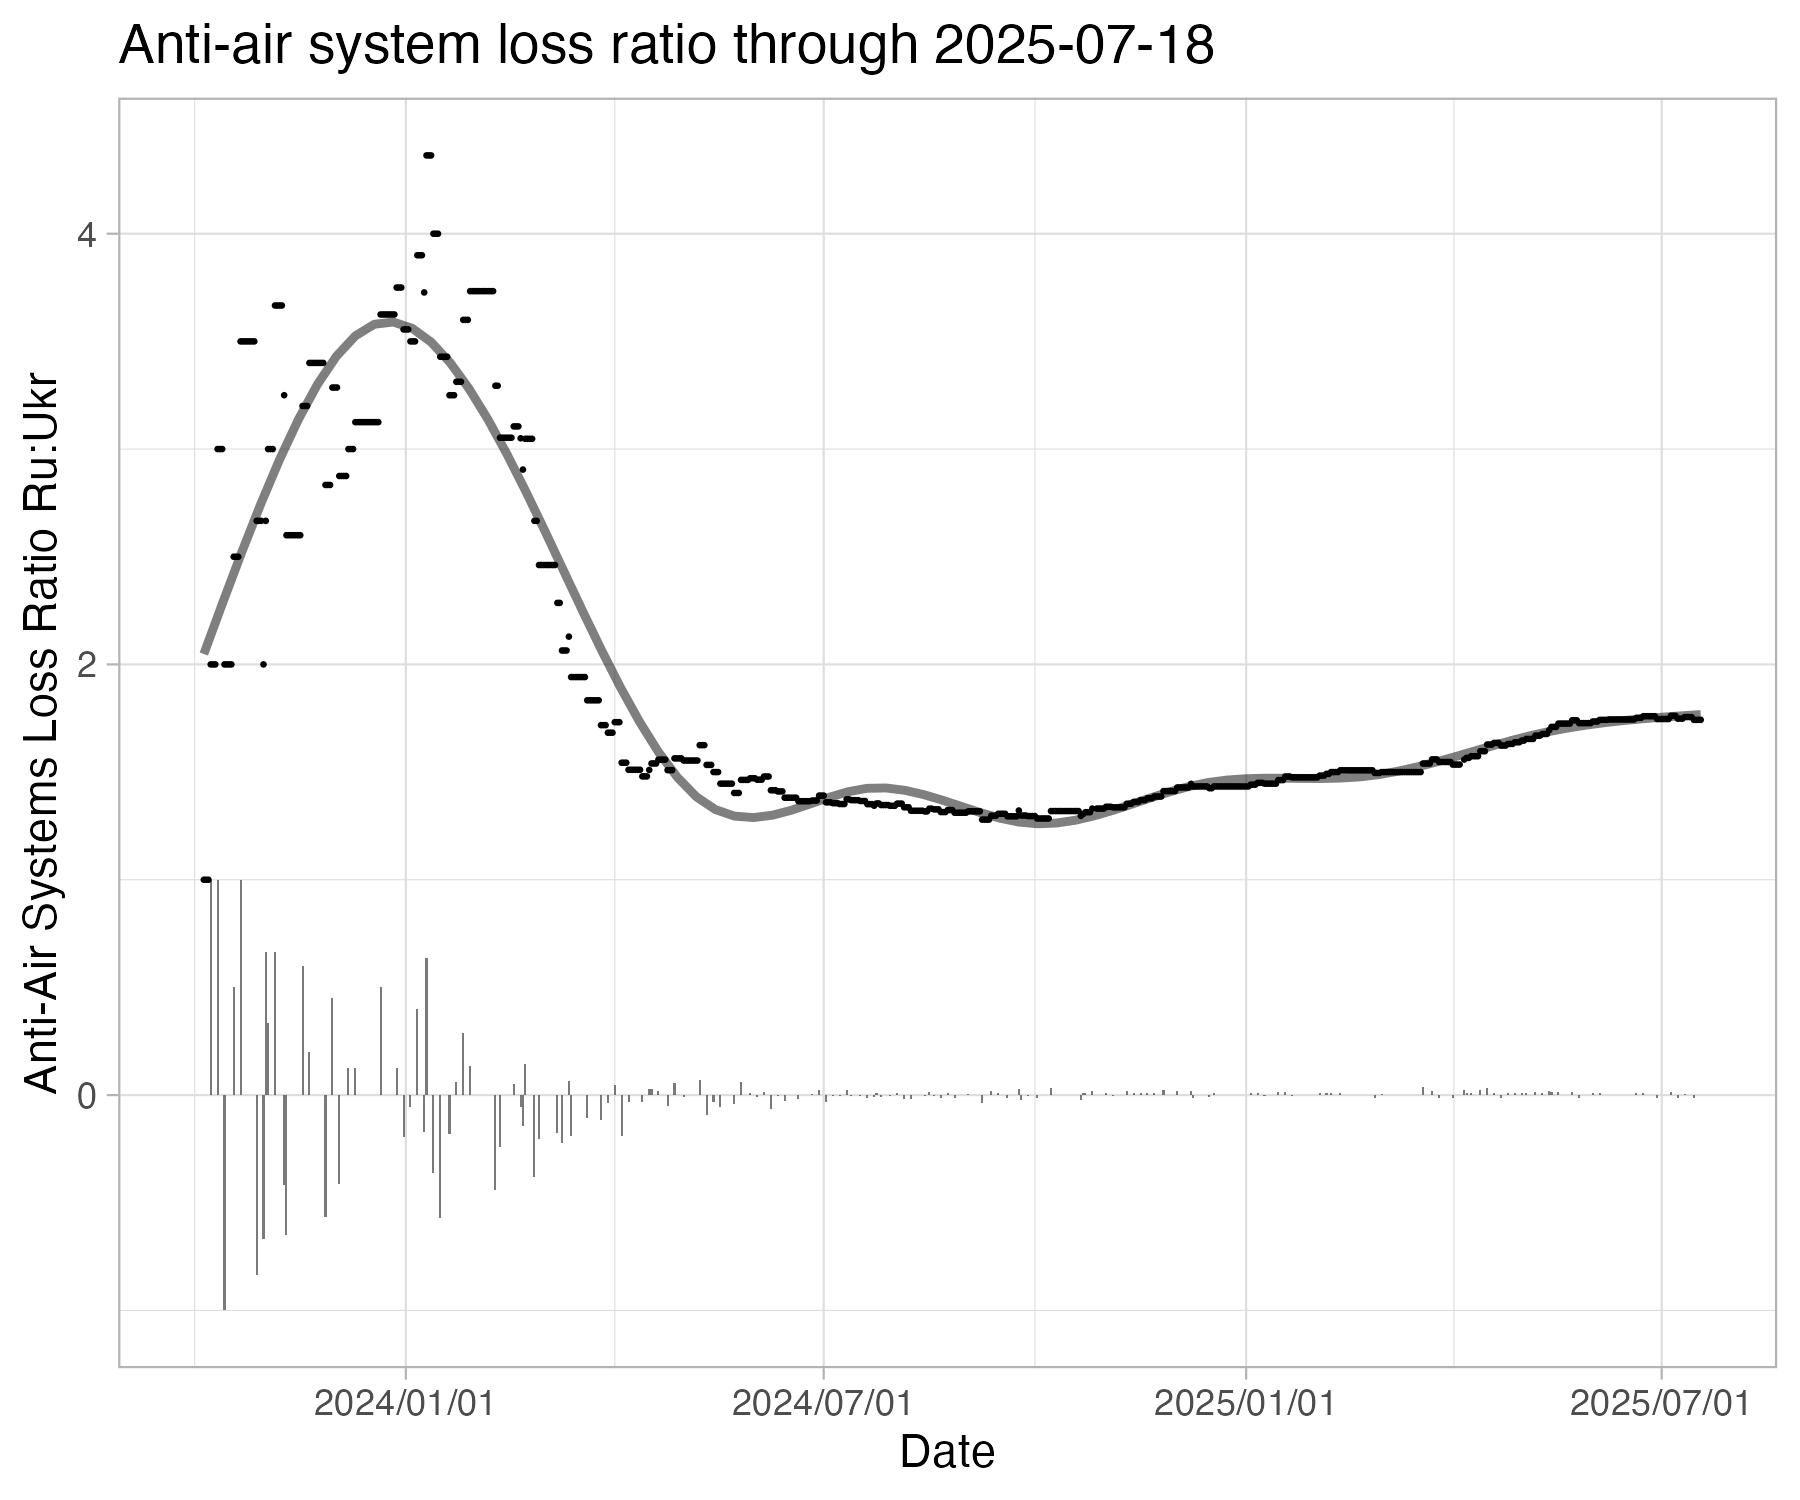 Anti-air system loss ratio through 2025-07-18
Anti-Air Systems Loss Ratio Ru:Ukr
4
2
0
2024/01/01
2024/07/01
2025/01/01
2025/07/01
Date